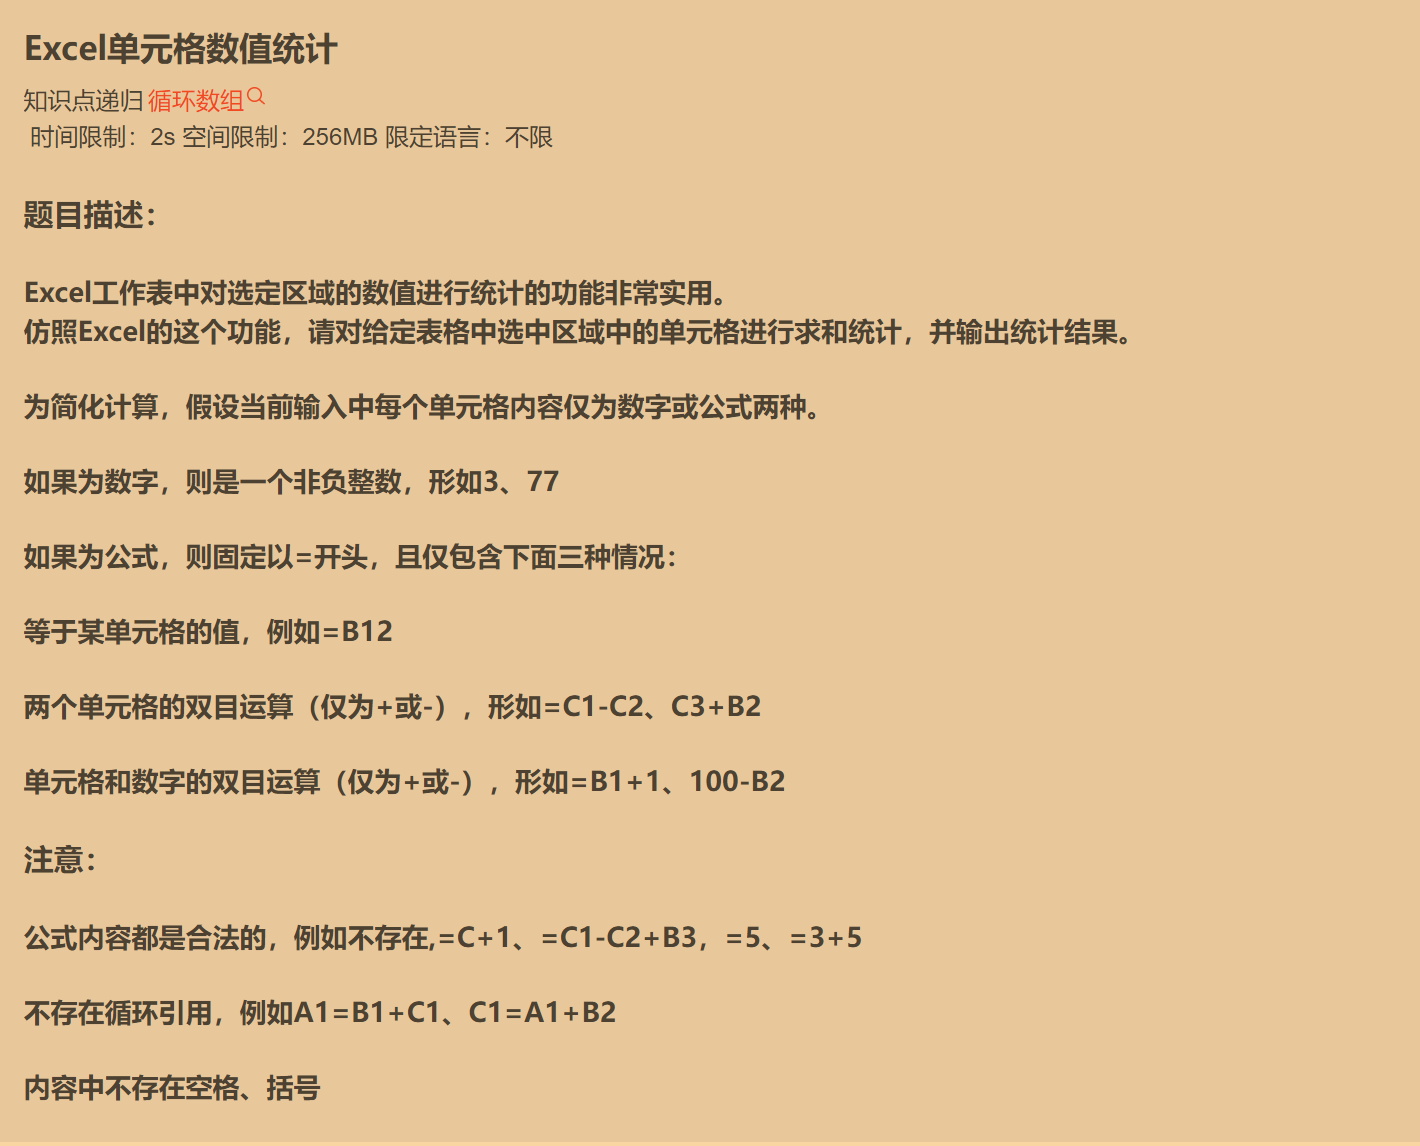 Excel单元格数值统计
知识点递归 循环数组
时间限制：2s 空间限制：256MB 限定语言：不限
题目描述：
Excel工作表中对选定区域的数值进行统计的功能非常实用。
仿照Excel的这个功能，请对给定表格中选中区域中的单元格进行求和统计，并输出统计结果。
为简化计算，假设当前输入中每个单元格内容仅为数字或公式两种。
如果为数字，则是一个非负整数，形如3、77
如果为公式，则固定以=开头，且仅包含下面三种情况：
等于某单元格的值，例如=B12
两个单元格的双目运算（仅为+或-），形如=C1-C2、C3+B2
单元格和数字的双目运算（仅为+或-），形如=B1+1、100-B2
注意：
公式内容都是合法的，例如不存在,=C+1、=C1-C2+B3，=5、=3+5
不存在循环引用，例如A1=B1+C1、C1=A1+B2
内容中不存在空格、括号